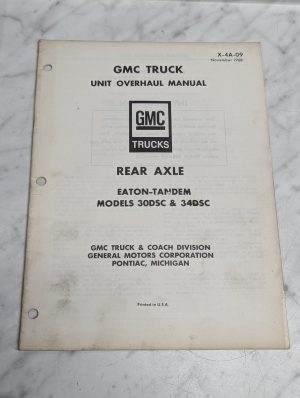 X-4A-09
November 1968
GMC TRUCK
UNIT OVERHAUL MANUAL
GMC
TRUCKS
REAR AXLE
EATON-TANDEM
MODELS 30DSC & 34DSC
GMC TRUCK & COACH DIVISION
GENERAL MOTORS CORPORATION
PONTIAC, MICHIGAN
Printed in U.S.A.